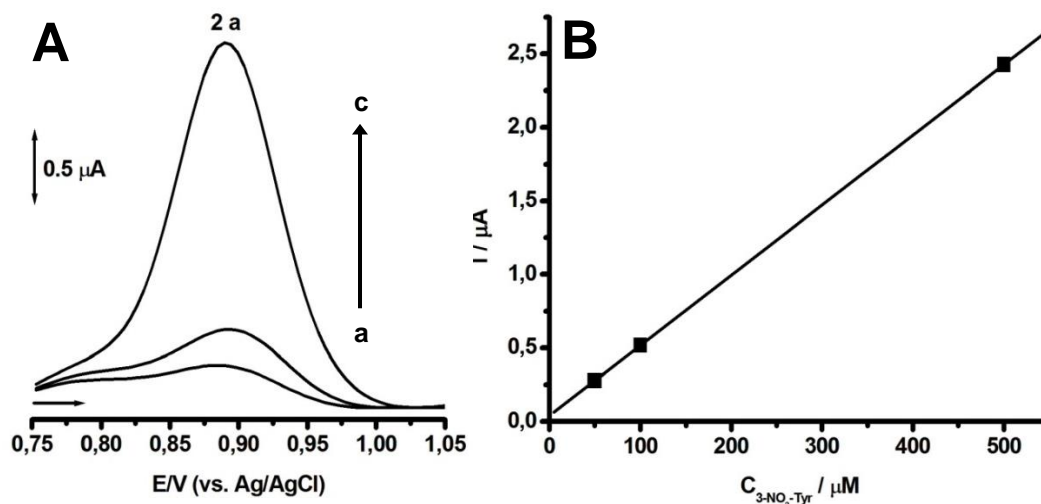 A
2 a
c
0.5 μA
a
0,75 0,80 0,85 0,90 0,95 1,00 1,05
E/V (vs. Ag/AgCl)
B
I / μA
2,5
2,0
1,5
1,0
0,5
0,0
0 100 200 300 400 500
C3-NO2-Tyr / μM